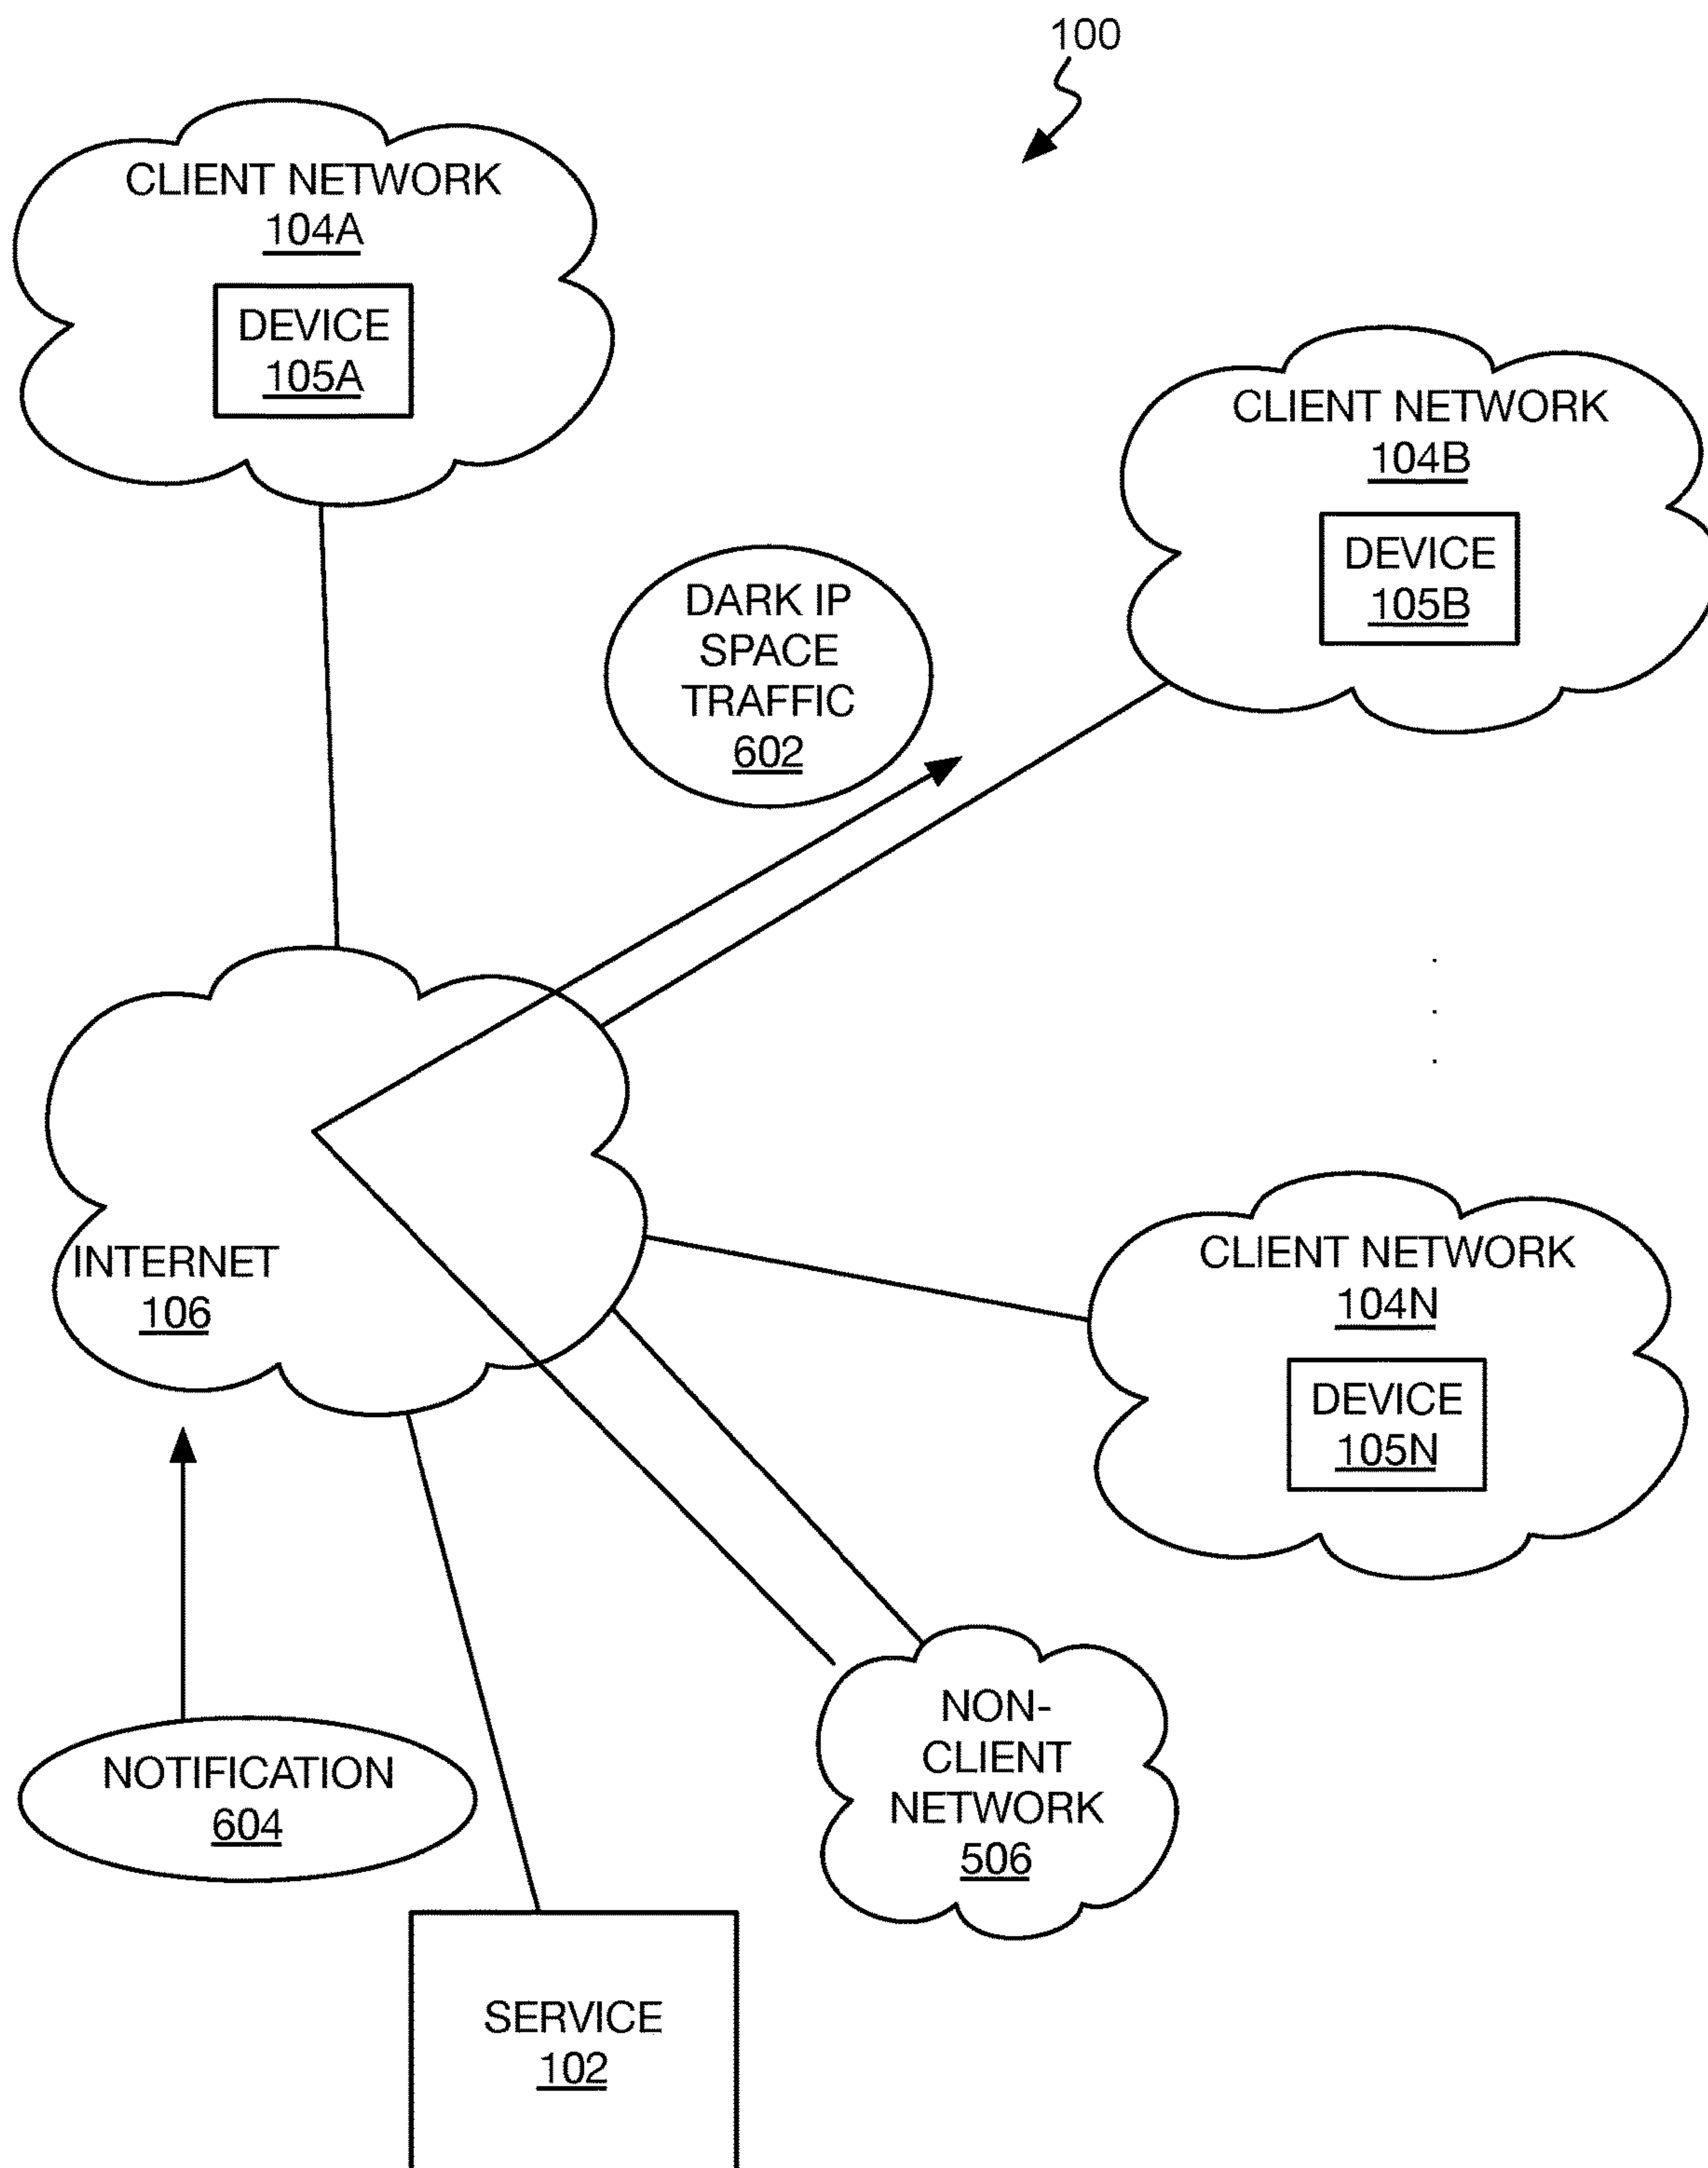 100
CLIENT NETWORK
104A
DEVICE
105A
CLIENT NETWORK
104B
DEVICE
105B
DARK IP
SPACE
TRAFFIC
602
INTERNET
106
CLIENT NETWORK
104N
DEVICE
105N
NON-
CLIENT
NETWORK
506
NOTIFICATION
604
SERVICE
102